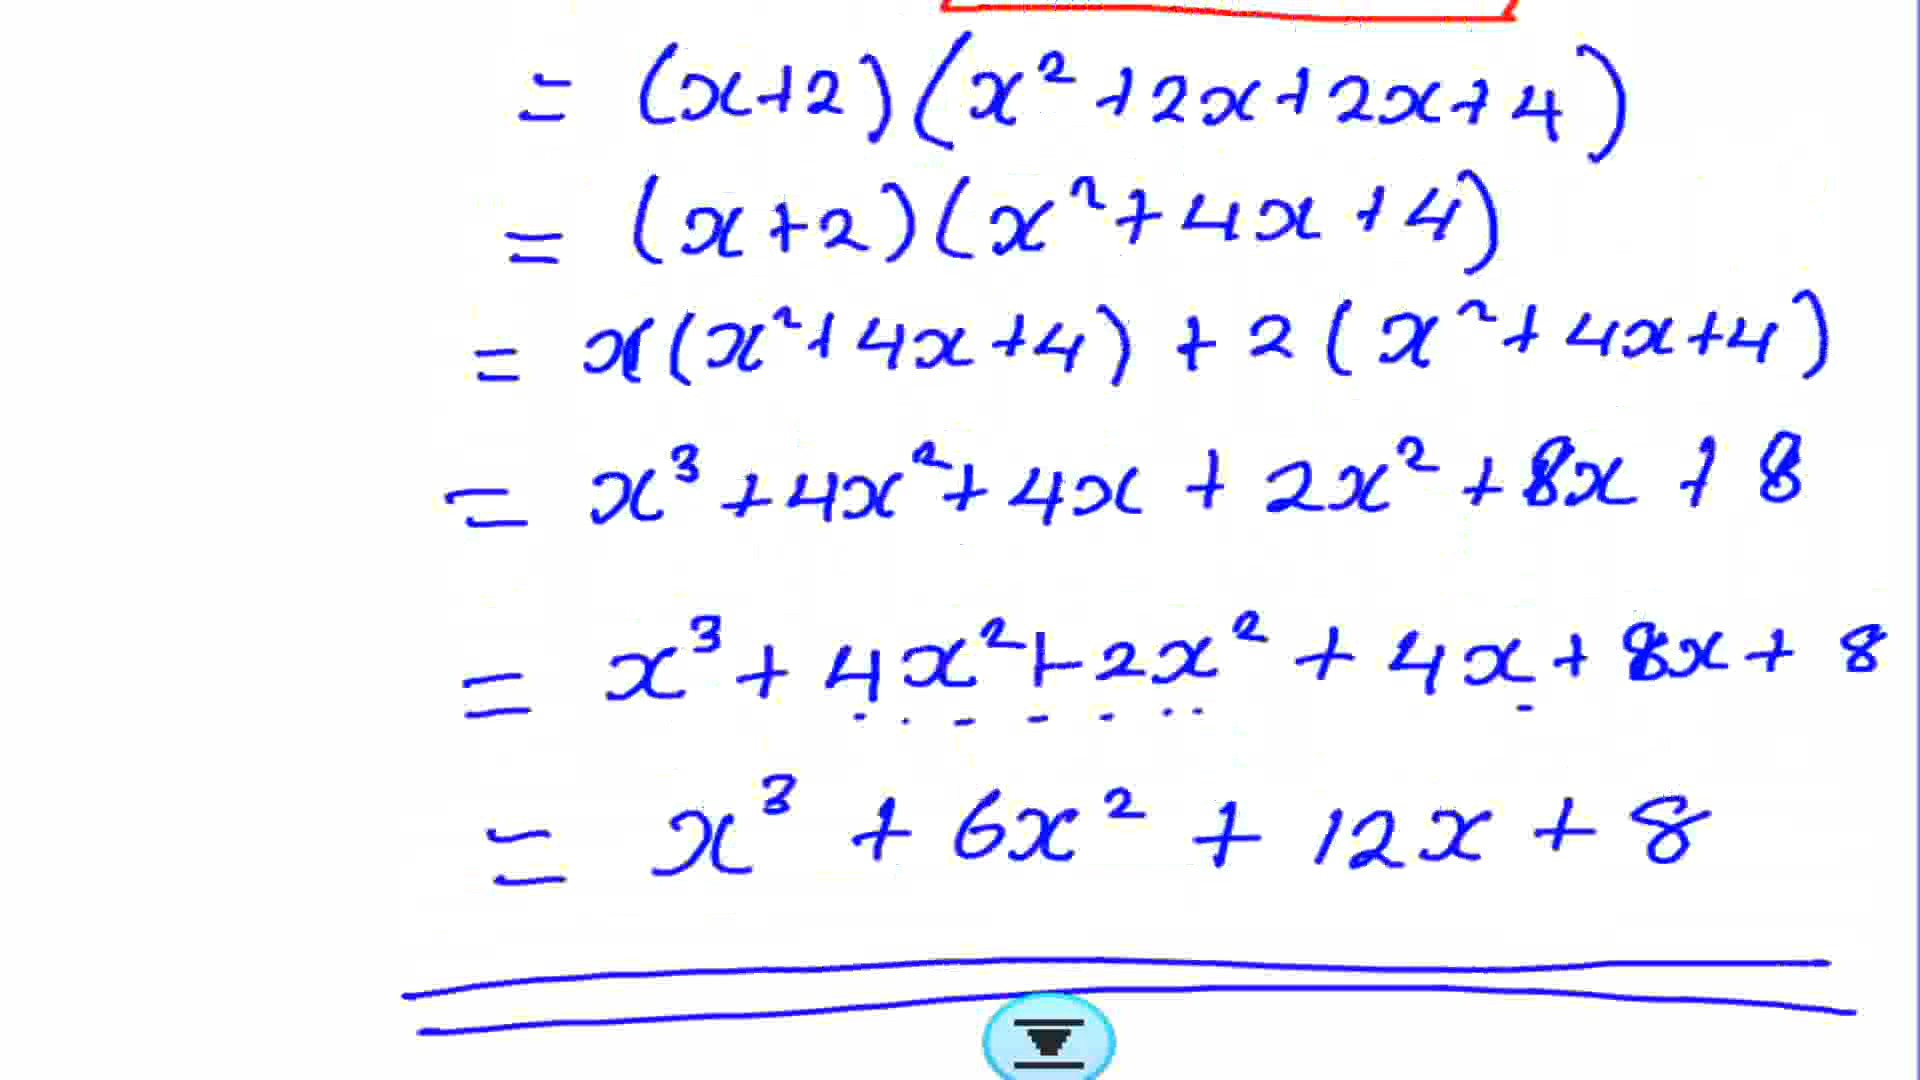 = (x+2)(x²+2x+2x+4)
= (x+2)(x²+4x+4)
= x(x²+4x+4) + 2(x²+4x+4)
= x³+4x²+4x + 2x²+8x + 8
= x³ + 4x²+2x² + 4x + 8x + 8
= x³ + 6x² + 12x + 8